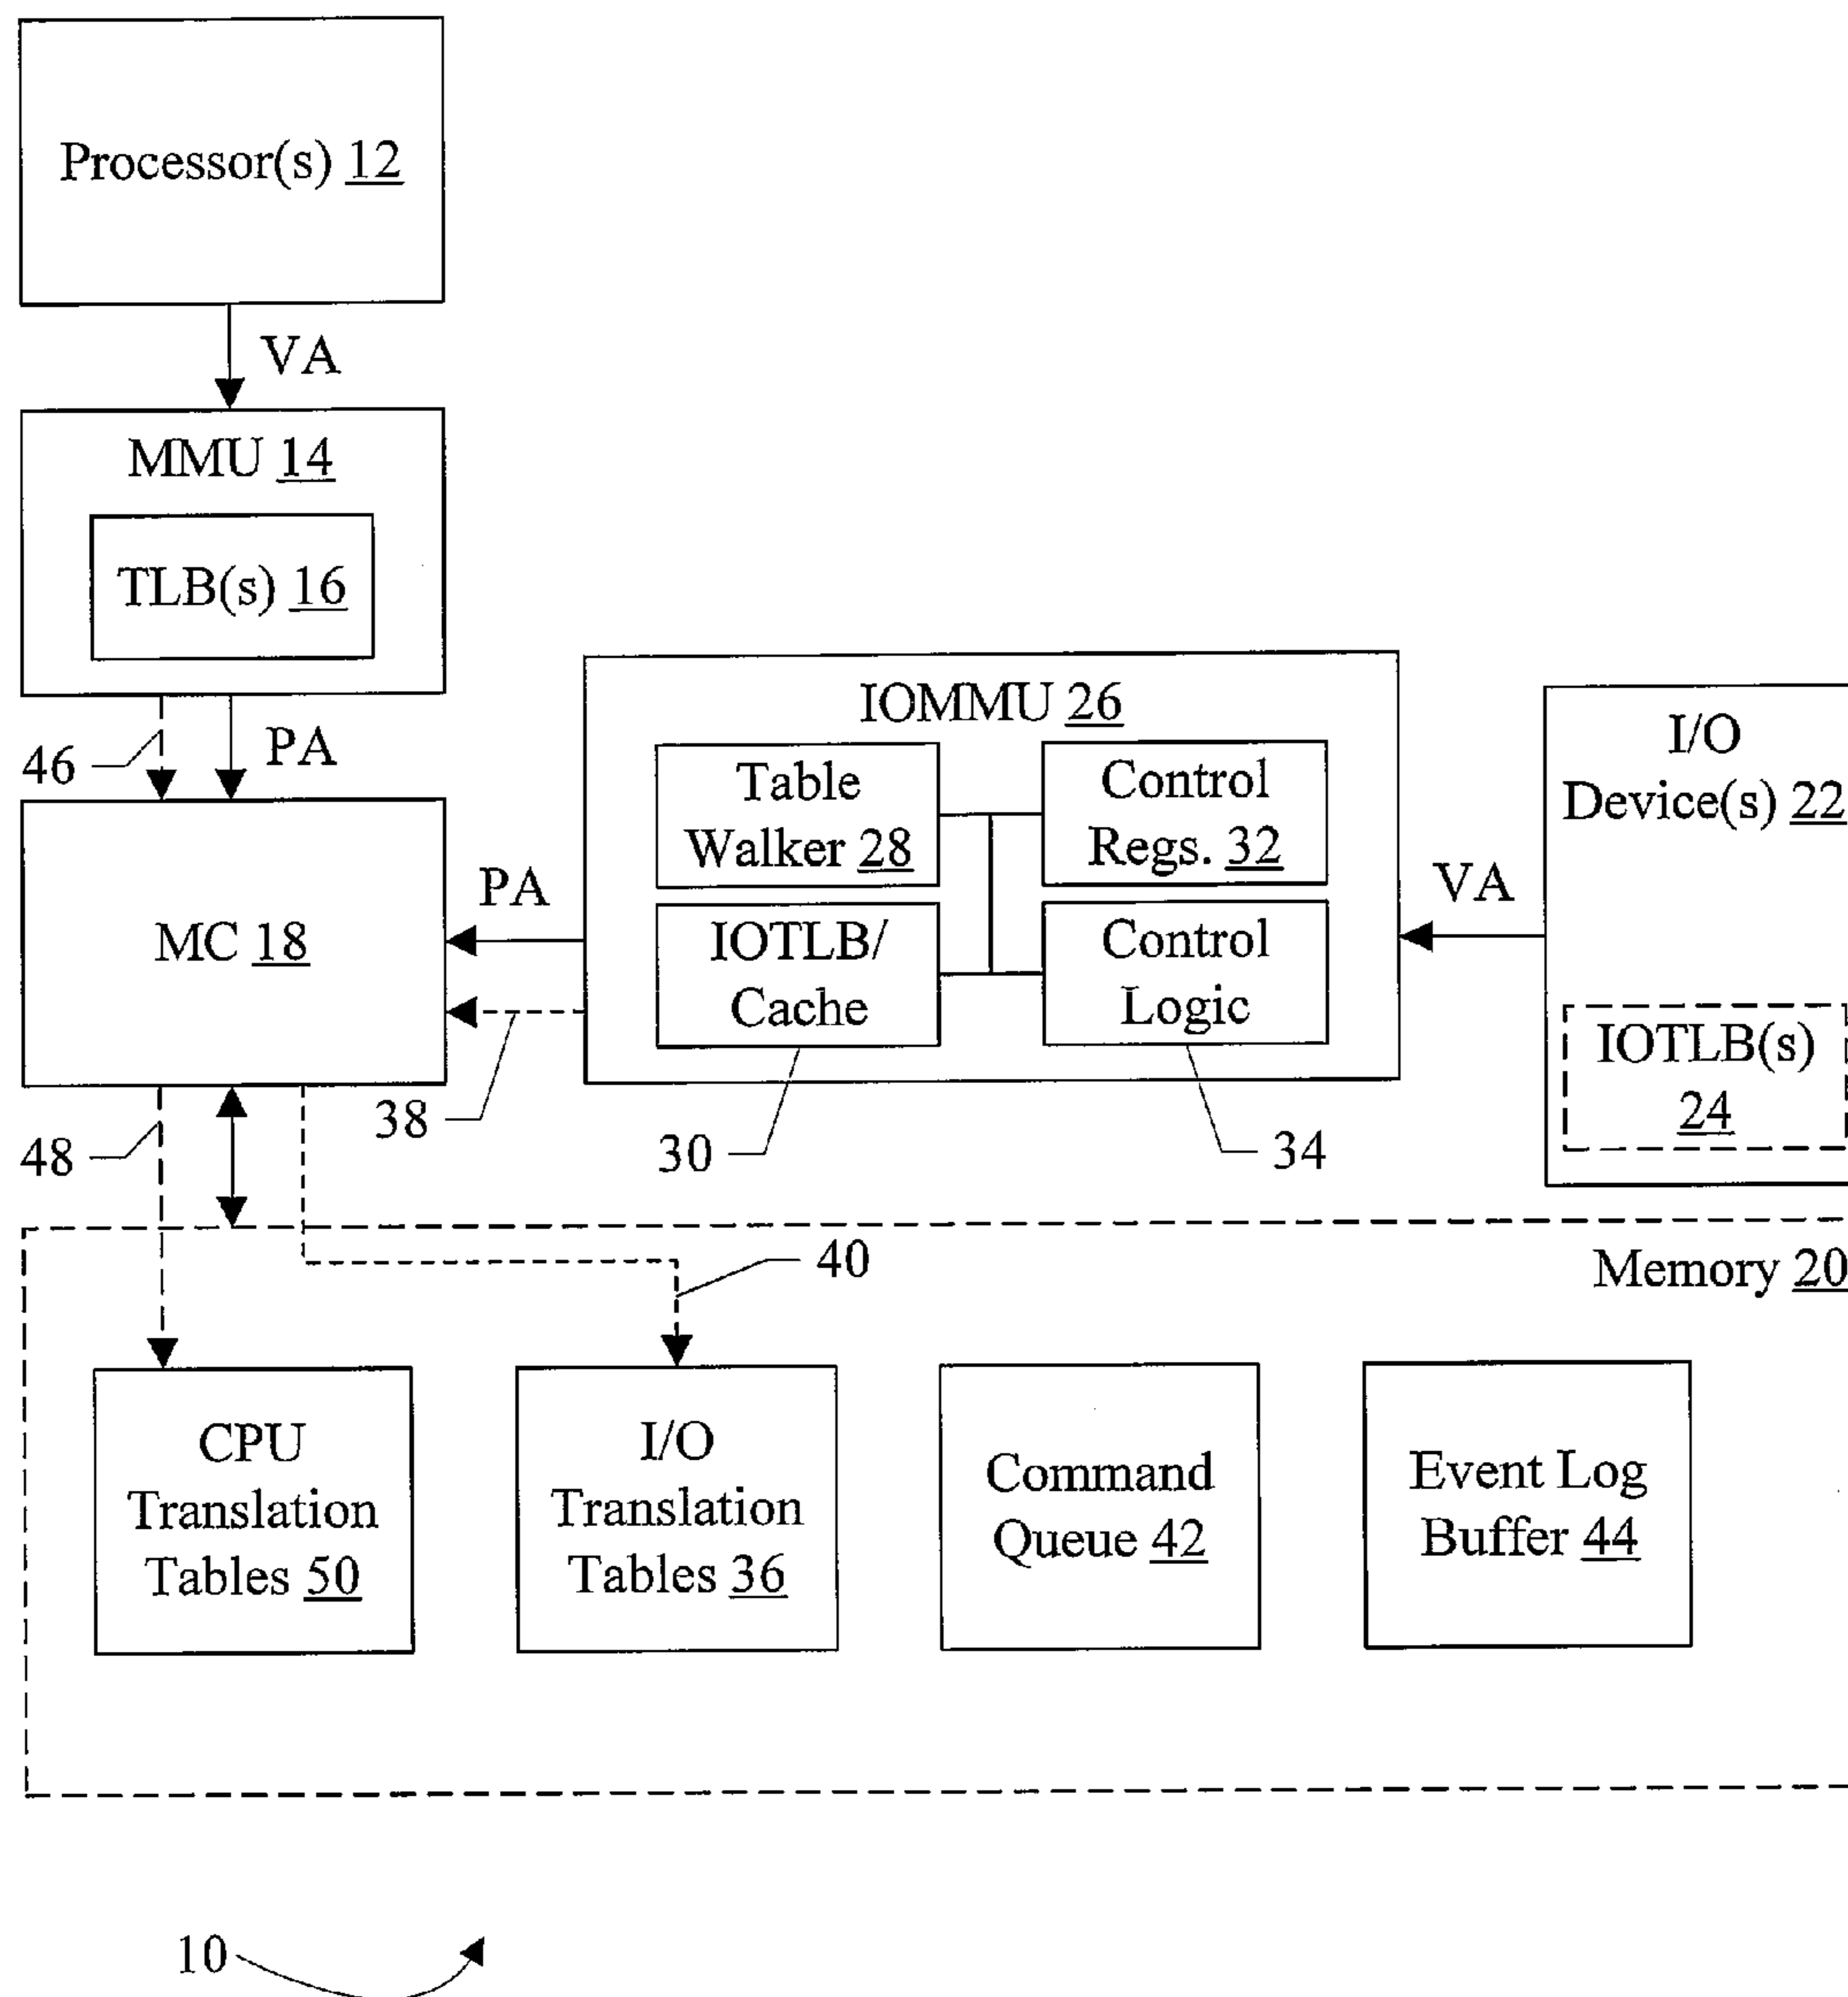 Processor(s) 12
VA
MMU 14
TLB(s) 16
46
PA
MC 18
PA
38
IOMMU 26
Table
Walker 28
Control
Regs. 32
IOTLB/
Cache
Control
Logic
30
34
VA
I/O
Device(s) 22
IOTLB(s)
24
48
40
Memory 20
CPU
Translation
Tables 50
I/O
Translation
Tables 36
Command
Queue 42
Event Log
Buffer 44
10